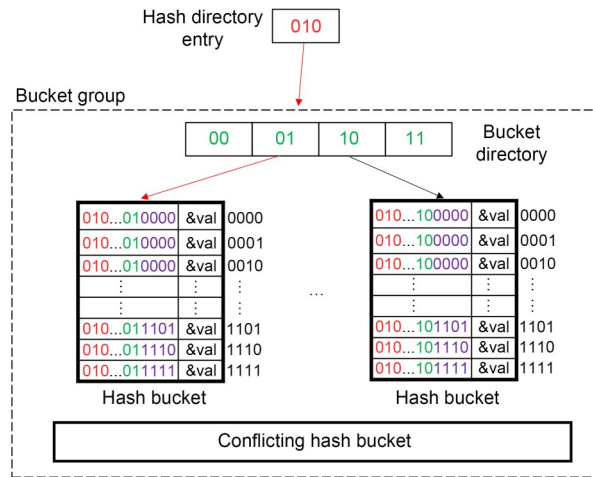 Hash directory
entry
010
Bucket group
00 01 10 11
Bucket
directory
010...010000 &val 0000
010...010000 &val 0001
010...010000 &val 0010
⋮ ⋮ ⋮
⋮ ⋮ ⋮
010...011101 &val 1101
010...011110 &val 1110
010...011111 &val 1111
Hash bucket
...
010...100000 &val 0000
010...100000 &val 0001
010...100000 &val 0010
⋮ ⋮ ⋮
⋮ ⋮ ⋮
010...101101 &val 1101
010...101110 &val 1110
010...101111 &val 1111
Hash bucket
Conflicting hash bucket